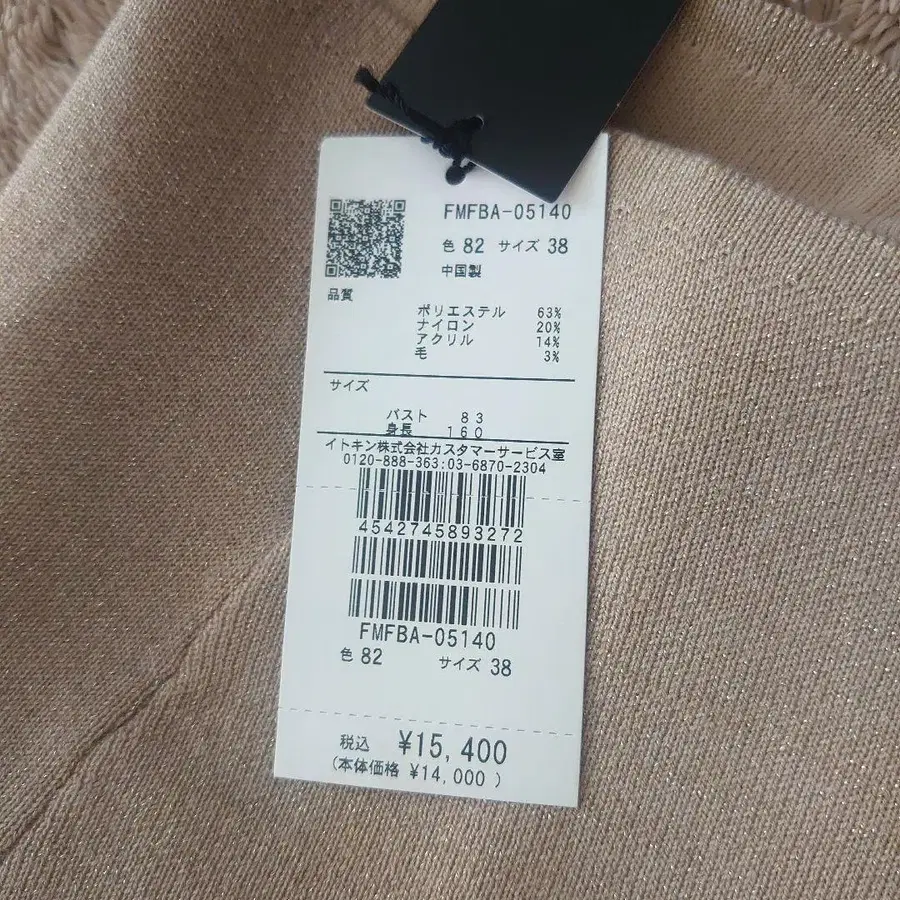 FMFBA-05140
色 82 サイズ 38
中国製
品質
ポリエステル 63%
ナイロン 20%
アクリル 14%
毛 3%
サイズ
バスト 83
身長 160
イトキン株式会社カスタマーサービス室
0120-888-363:03-6870-2304
4542745893272
FMFBA-05140
色 82 サイズ 38
税込 ¥15,400
(本体価格 ¥14,000 )